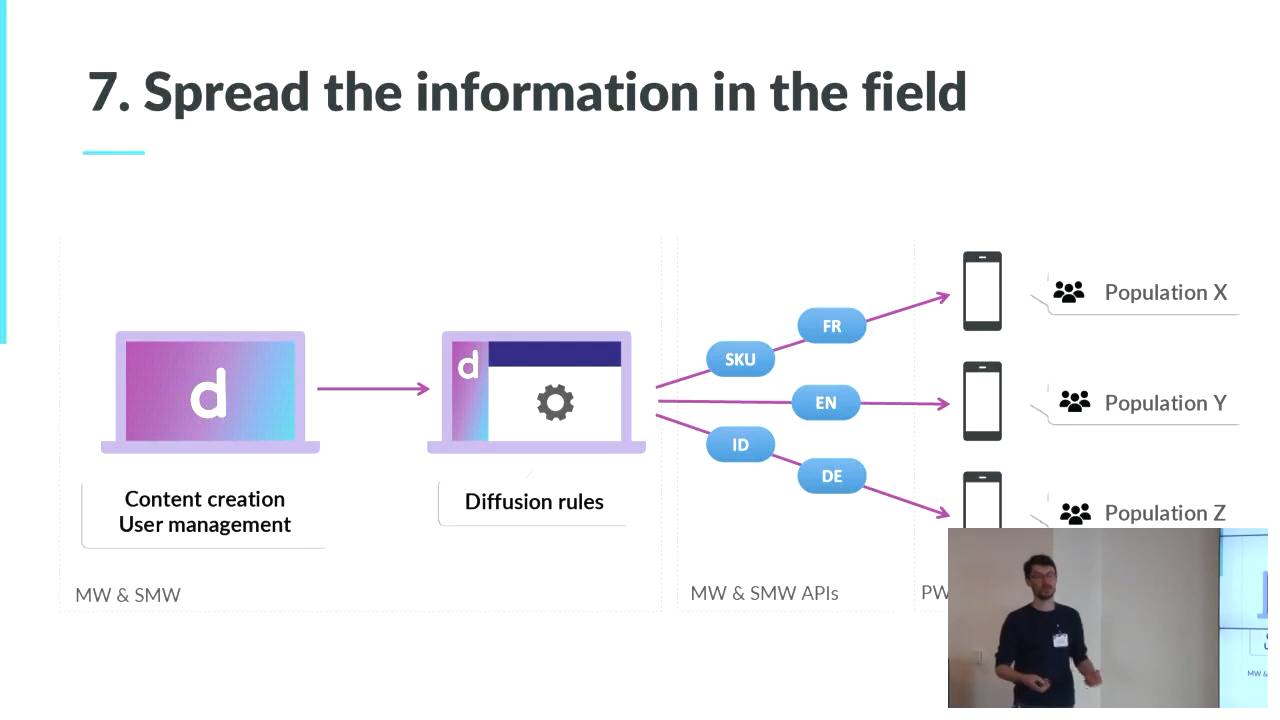 7. Spread the information in the field
d
d
FR
SKU
EN
ID
DE
Population X
Population Y
Population Z
Content creation
User management
Diffusion rules
MW & SMW
MW & SMW APIs
MW &